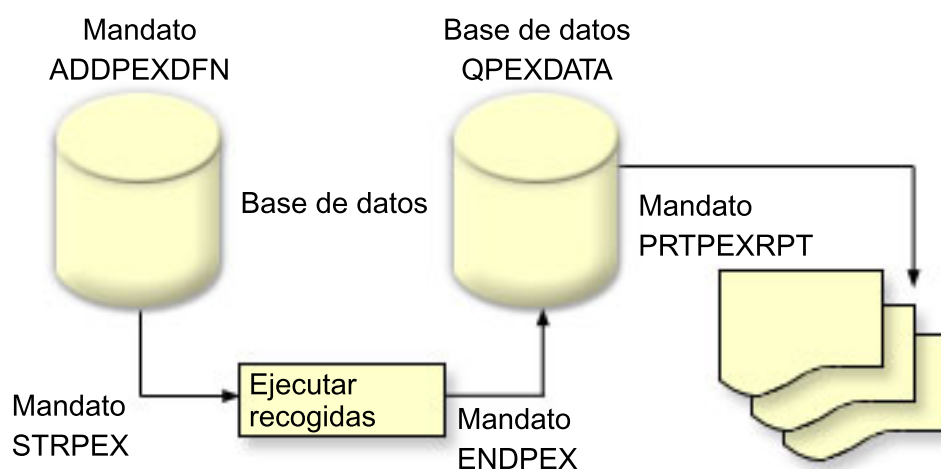 Mandato
ADDPEXDFN
Base de datos
QPEXDATA
Base de datos
Mandato
PRTPEXRPT
Ejecutar
recogidas
Mandato
STRPEX
Mandato
ENDPEX